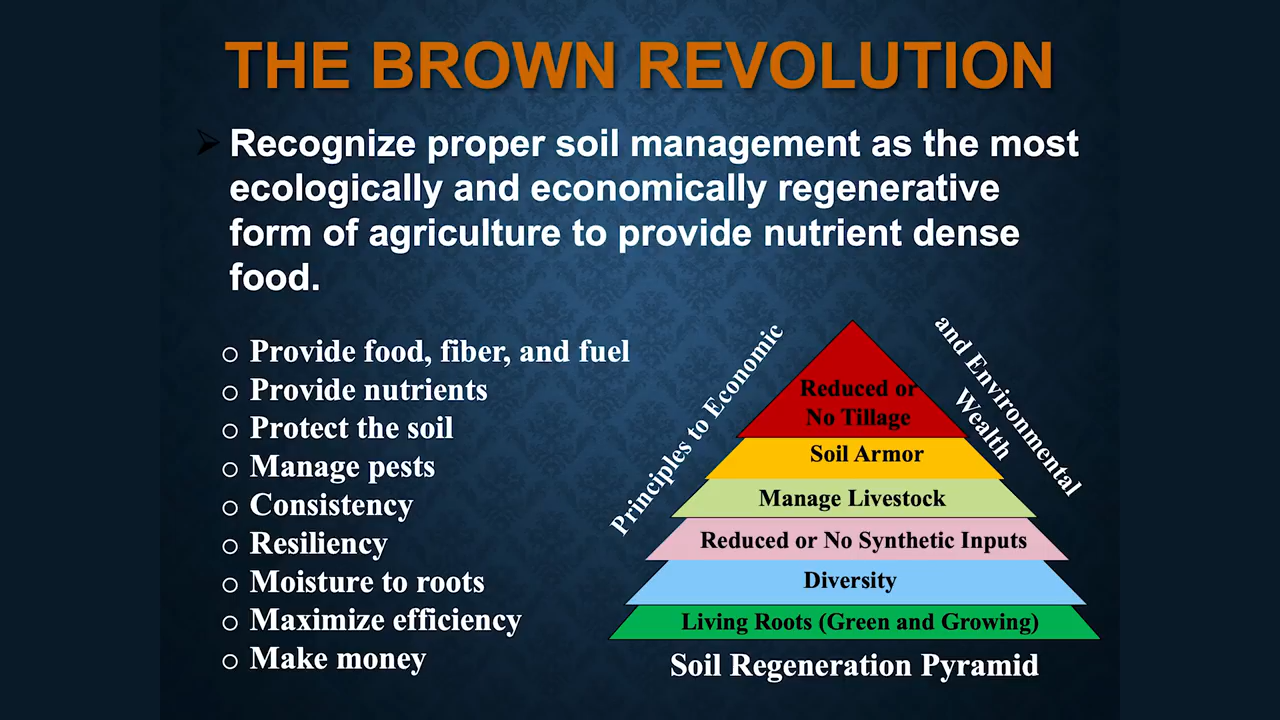 THE BROWN REVOLUTION
Recognize proper soil management as the most
ecologically and economically regenerative
form of agriculture to provide nutrient dense
food.
Provide food, fiber, and fuel
Provide nutrients
Protect the soil
Manage pests
Consistency
Resiliency
Moisture to roots
Maximize efficiency
Make money
Principles to Economic
and Environmental
Wealth
Reduced or
No Tillage
Soil Armor
Manage Livestock
Reduced or No Synthetic Inputs
Diversity
Living Roots (Green and Growing)
Soil Regeneration Pyramid